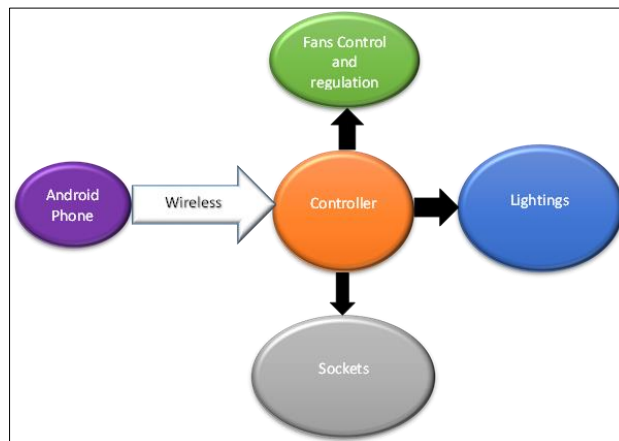 Fans Control
and
regulation
Android
Phone
Wireless
Controller
Lightings
Sockets